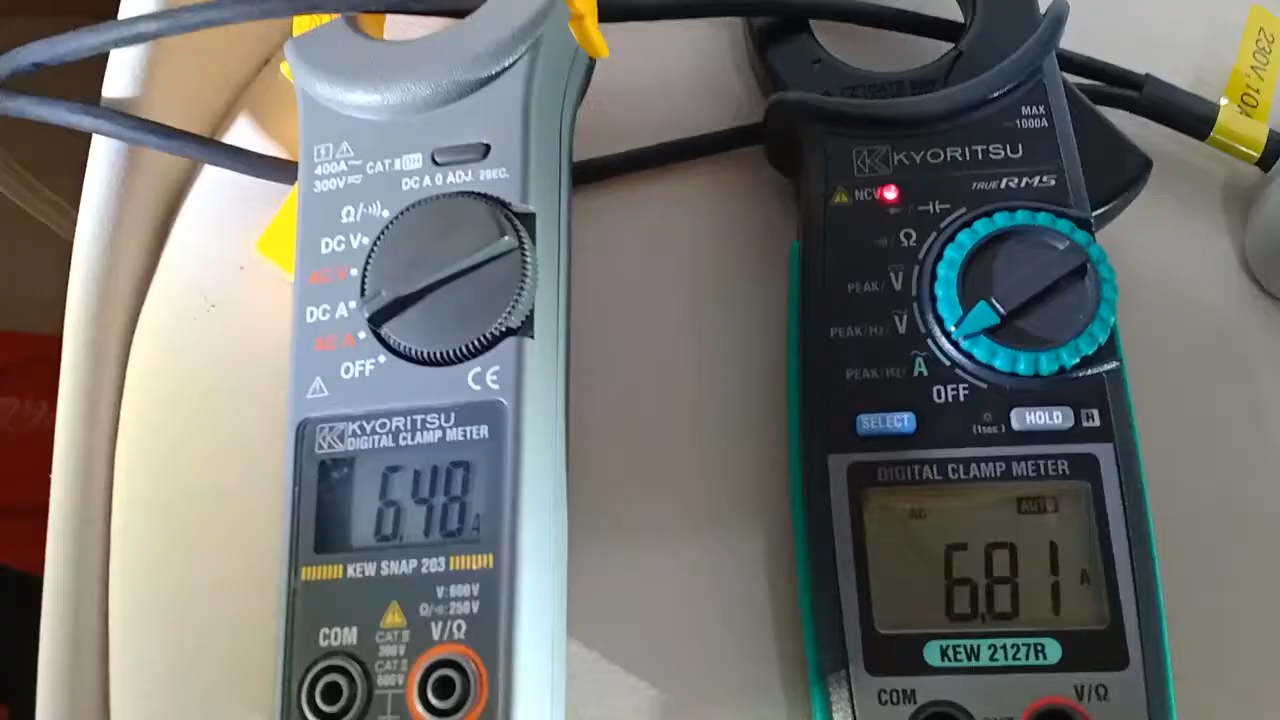 400A~ CAT.III
300V
DC A 0 ADJ. 2SEC.
Ω/
DC V
AC V
DC A
AC A
OFF
CE
KYORITSU
DIGITAL CLAMP METER
6.48 A
KEW SNAP 203
V:600V
Ω/:250V
COM
CAT III
300V
CAT II
600V
V/Ω
230V,10A
MAX
1000A
KYORITSU
NCV
TRUE RMS
Ω
PEAK/ V
PEAK/Hz/ Ṽ
PEAK/Hz/ Ã
OFF
SELECT
(1sec)
HOLD
H
DIGITAL CLAMP METER
AC
AUTO
6.81 A
KEW 2127R
COM
V/Ω